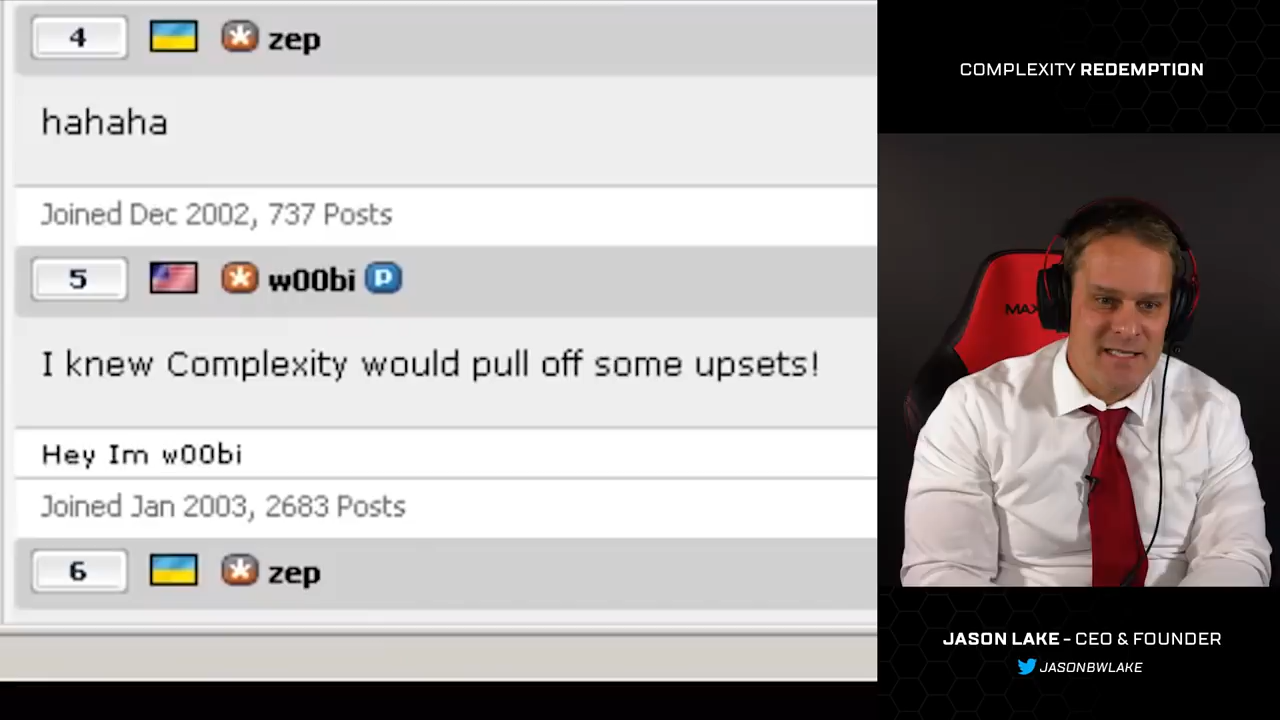 4 zep
hahaha
Joined Dec 2002, 737 Posts
5 w00bi P
I knew Complexity would pull off some upsets!
Hey Im w00bi
Joined Jan 2003, 2683 Posts
6 zep
COMPLEXITY REDEMPTION
JASON LAKE - CEO & FOUNDER
JASONBWLAKE